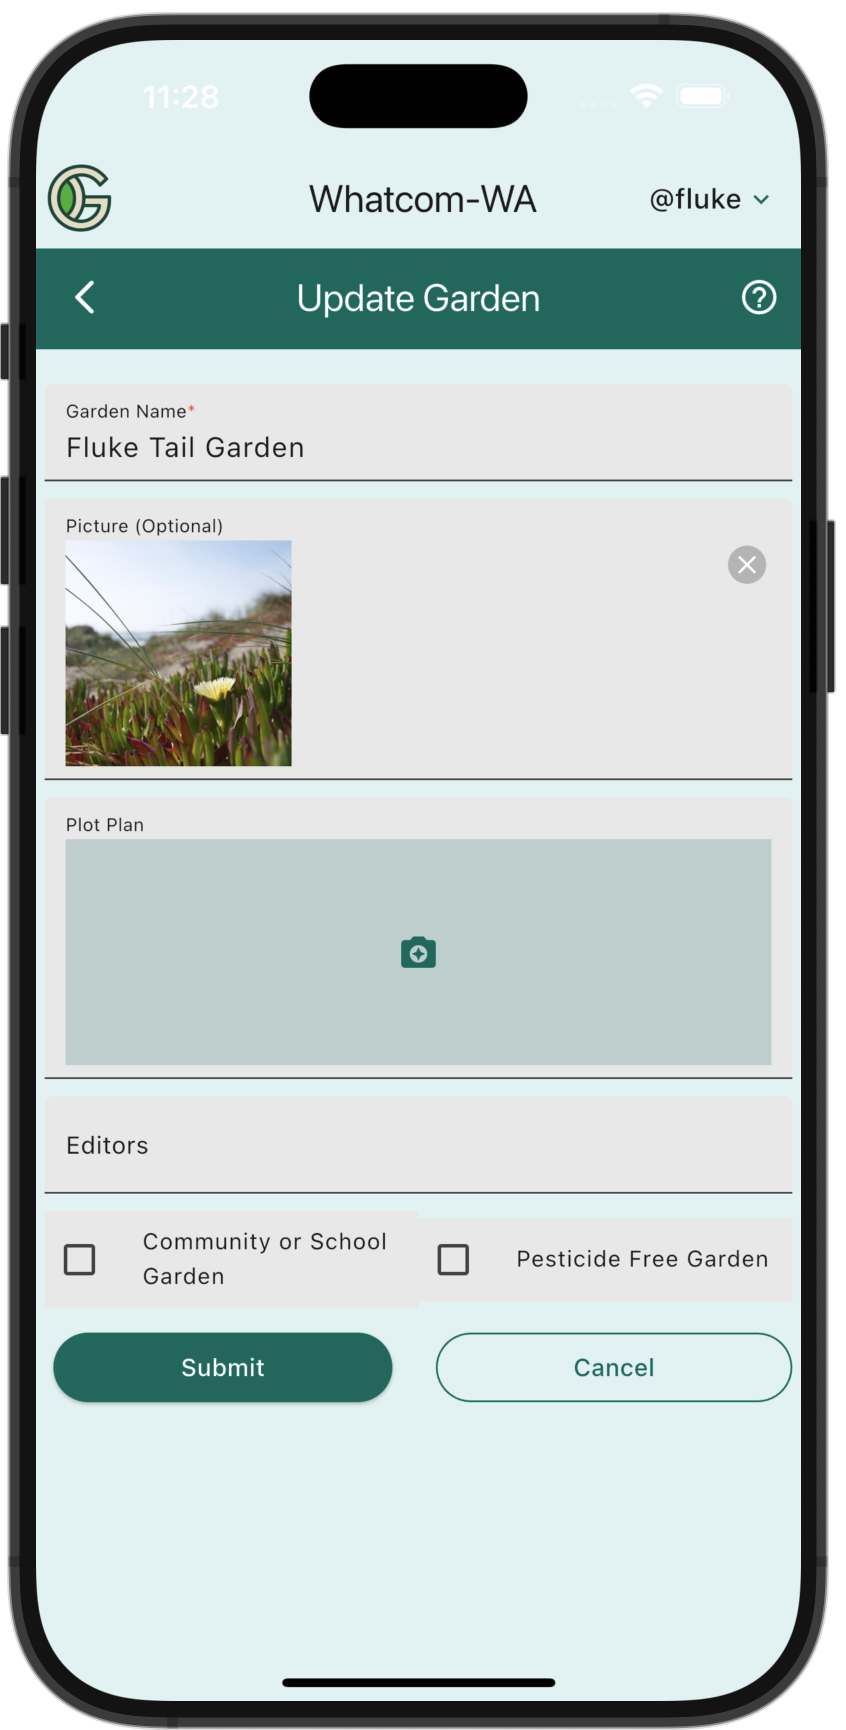 11:28
Whatcom-WA
@fluke
Update Garden
Garden Name*
Fluke Tail Garden
Picture (Optional)
Plot Plan
Editors
Community or School
Garden
Pesticide Free Garden
Submit
Cancel